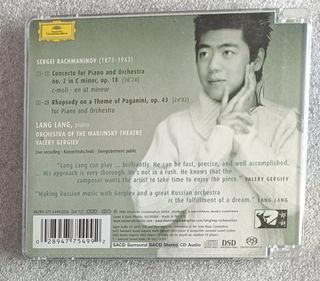 SERGEI RACHMANINOV (1873-1943)
Concerto for Piano and Orchestra
no. 2 in C minor, op. 18
c-moll · en ut mineur
Rhapsody on a Theme of Paganini, op. 43
for Piano and Orchestra
LANG LANG, piano
ORCHESTRA OF THE MARIINSKY THEATRE
VALERY GERGIEV
Live recording · Konzertmitschnitt · Enregistrement public
"Lang Lang can play ... brilliantly. He can be fast, precise, and well accomplished.
His approach is very thorough. He's not in a rush. He knows that the
composer wants the artist to take time to enjoy the piece." VALERY GERGIEV
"Making Russian music with Gergiev and a great Russian orchestra
is the fulfillment of a dream." LANG LANG
0 28947 75499 2
SACD Surround SACD Stereo CD Audio
DSD